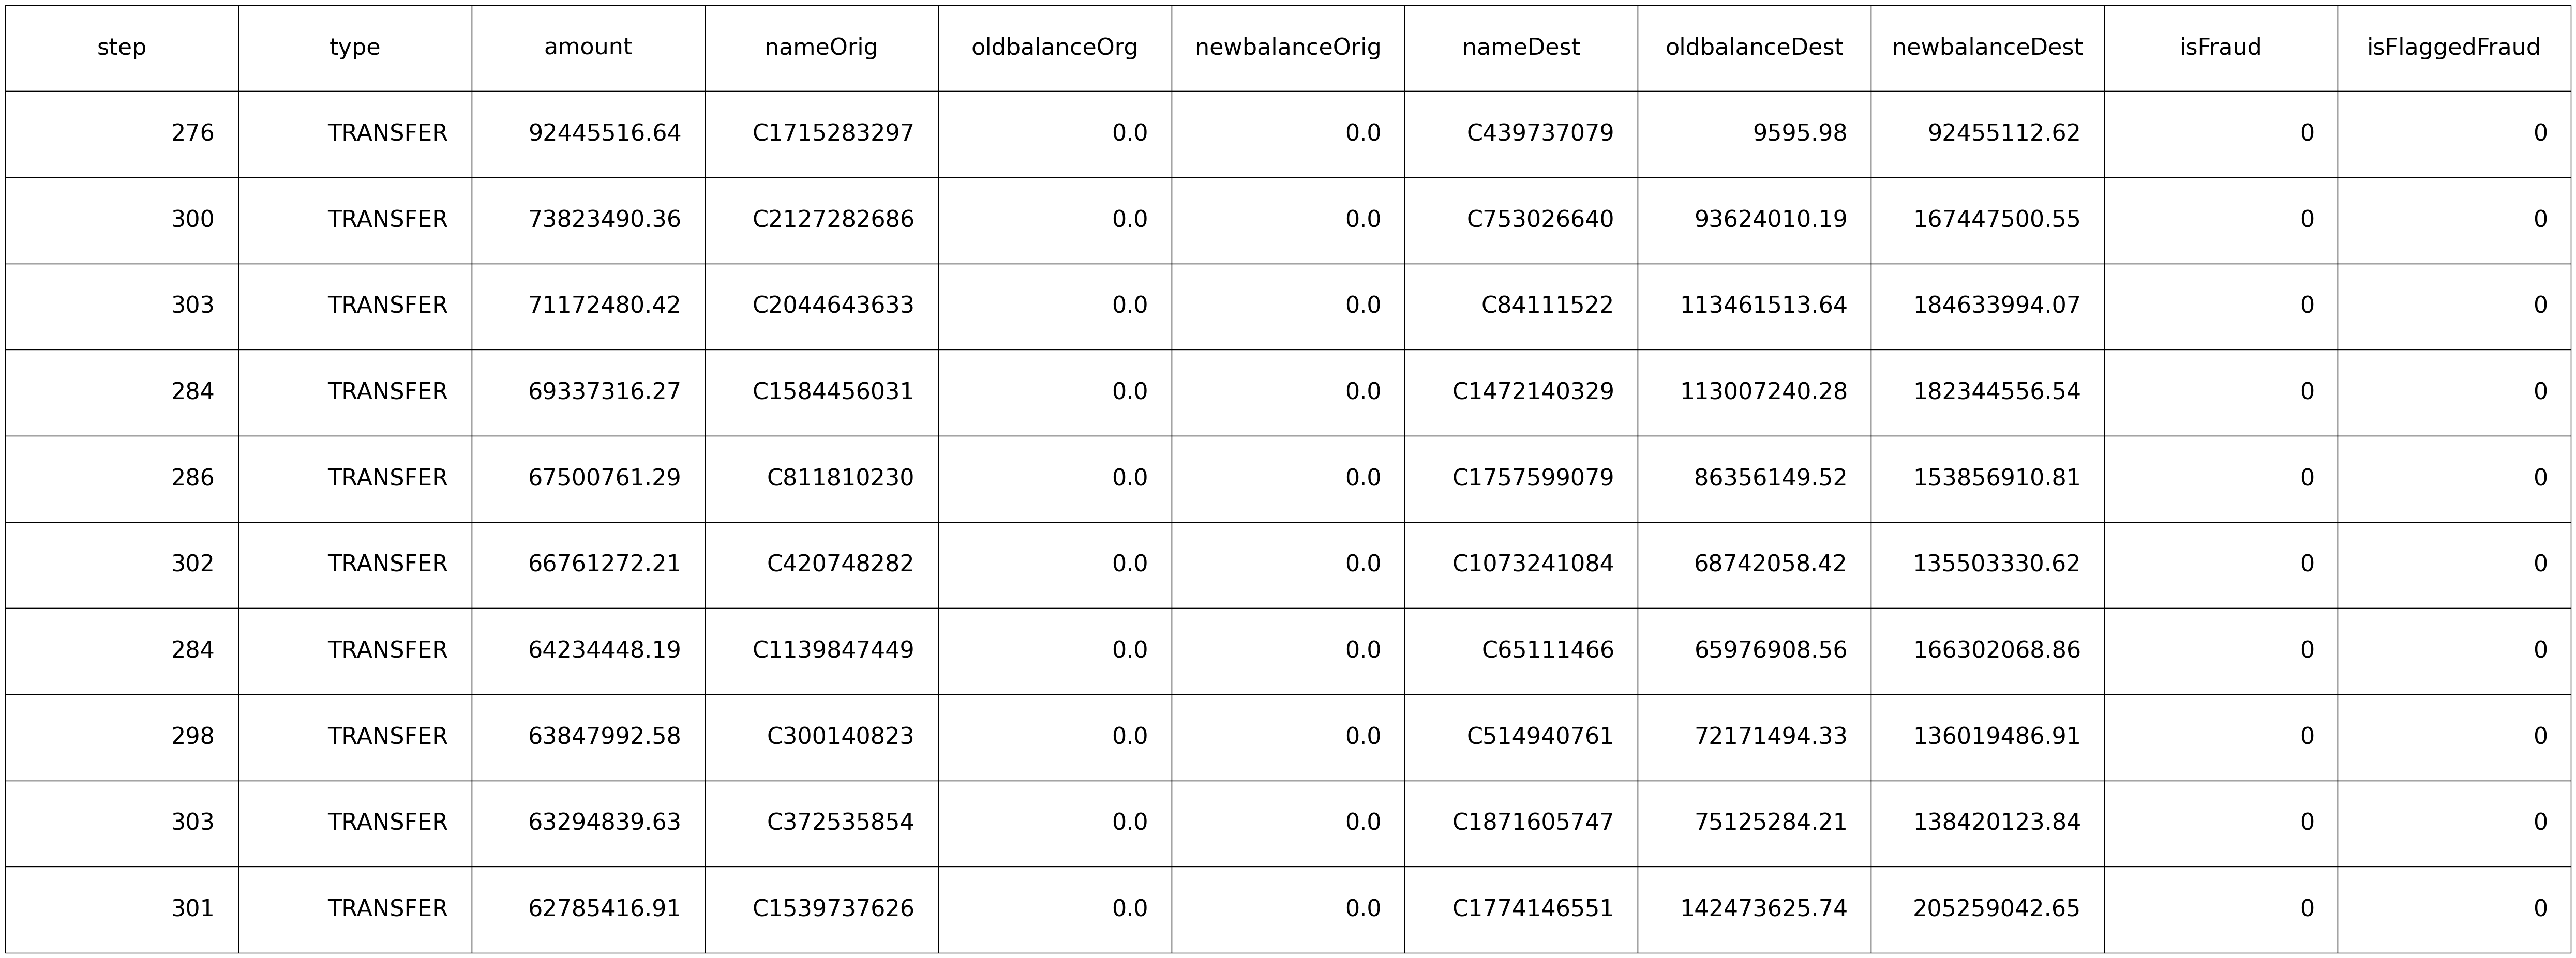 step type amount nameOrig oldbalanceOrg newbalanceOrig nameDest oldbalanceDest newbalanceDest isFraud isFlaggedFraud
276 TRANSFER 92445516.64 C1715283297 0.0 0.0 C439737079 9595.98 92455112.62 0 0
300 TRANSFER 73823490.36 C2127282686 0.0 0.0 C753026640 93624010.19 167447500.55 0 0
303 TRANSFER 71172480.42 C2044643633 0.0 0.0 C84111522 113461513.64 184633994.07 0 0
284 TRANSFER 69337316.27 C1584456031 0.0 0.0 C1472140329 113007240.28 182344556.54 0 0
286 TRANSFER 67500761.29 C811810230 0.0 0.0 C1757599079 86356149.52 153856910.81 0 0
302 TRANSFER 66761272.21 C420748282 0.0 0.0 C1073241084 68742058.42 135503330.62 0 0
284 TRANSFER 64234448.19 C1139847449 0.0 0.0 C65111466 65976908.56 166302068.86 0 0
298 TRANSFER 63847992.58 C300140823 0.0 0.0 C514940761 72171494.33 136019486.91 0 0
303 TRANSFER 63294839.63 C372535854 0.0 0.0 C1871605747 75125284.21 138420123.84 0 0
301 TRANSFER 62785416.91 C1539737626 0.0 0.0 C1774146551 142473625.74 205259042.65 0 0